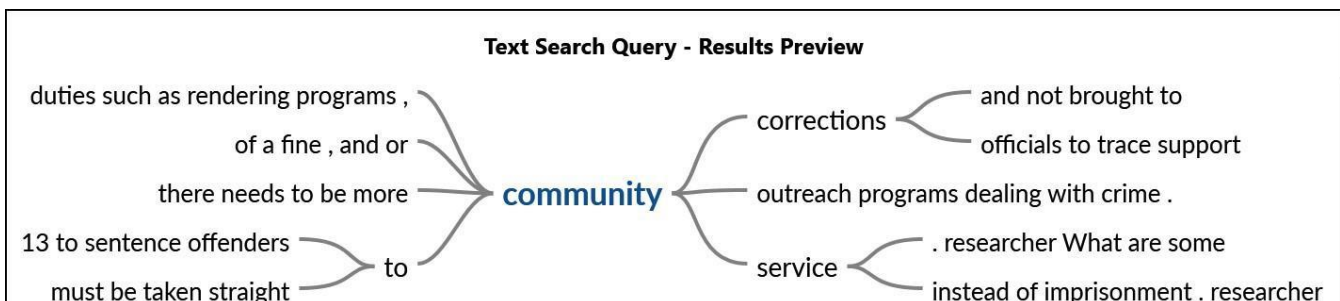 Text Search Query - Results Preview
duties such as rendering programs ,
of a fine , and or
there needs to be more
13 to sentence offenders
must be taken straight
to
community
corrections
and not brought to
officials to trace support
outreach programs dealing with crime .
service
. researcher What are some
instead of imprisonment . researcher